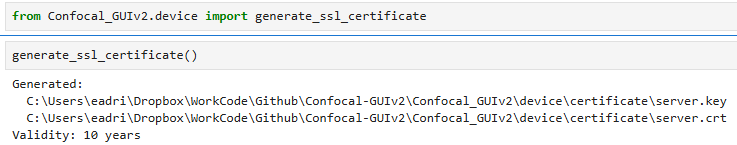 from Confocal_GUIv2.device import generate_ssl_certificate
generate_ssl_certificate()
Generated:
  C:\Users\eadri\Dropbox\WorkCode\Github\Confocal-GUIv2\Confocal_GUIv2\device\certificate\server.key
  C:\Users\eadri\Dropbox\WorkCode\Github\Confocal-GUIv2\Confocal_GUIv2\device\certificate\server.crt
Validity: 10 years